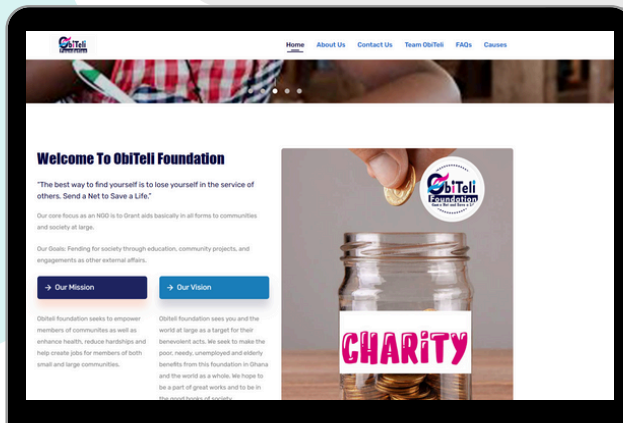 ObiTeli
Foundation
Home About Us Contact Us Team ObiTeli FAQs Causes
Welcome To ObiTeli Foundation
"The best way to find yourself is to lose yourself in the service of
others. Send a Net to Save a Life."
Our core focus as an NGO is to Grant aids basically in all forms to communities
and society at large.
Our Goals: Fending for society through education, community projects, and
engagements as other external affairs.
→ Our Mission
Obiteli foundation seeks to empower
members of communities as well as
enhance health, reduce hardships and
help create jobs for members of both
small and large communities.
→ Our Vision
Obiteli foundation sees you and the
world at large as a target for their
benevolent acts. We seek to make the
poor, needy, unemployed and elderly
benefits from this foundation in Ghana
and the world as a whole. We hope to
be a part of great works and to be in
the good books of society
ObiTeli
Foundation
CHARITY